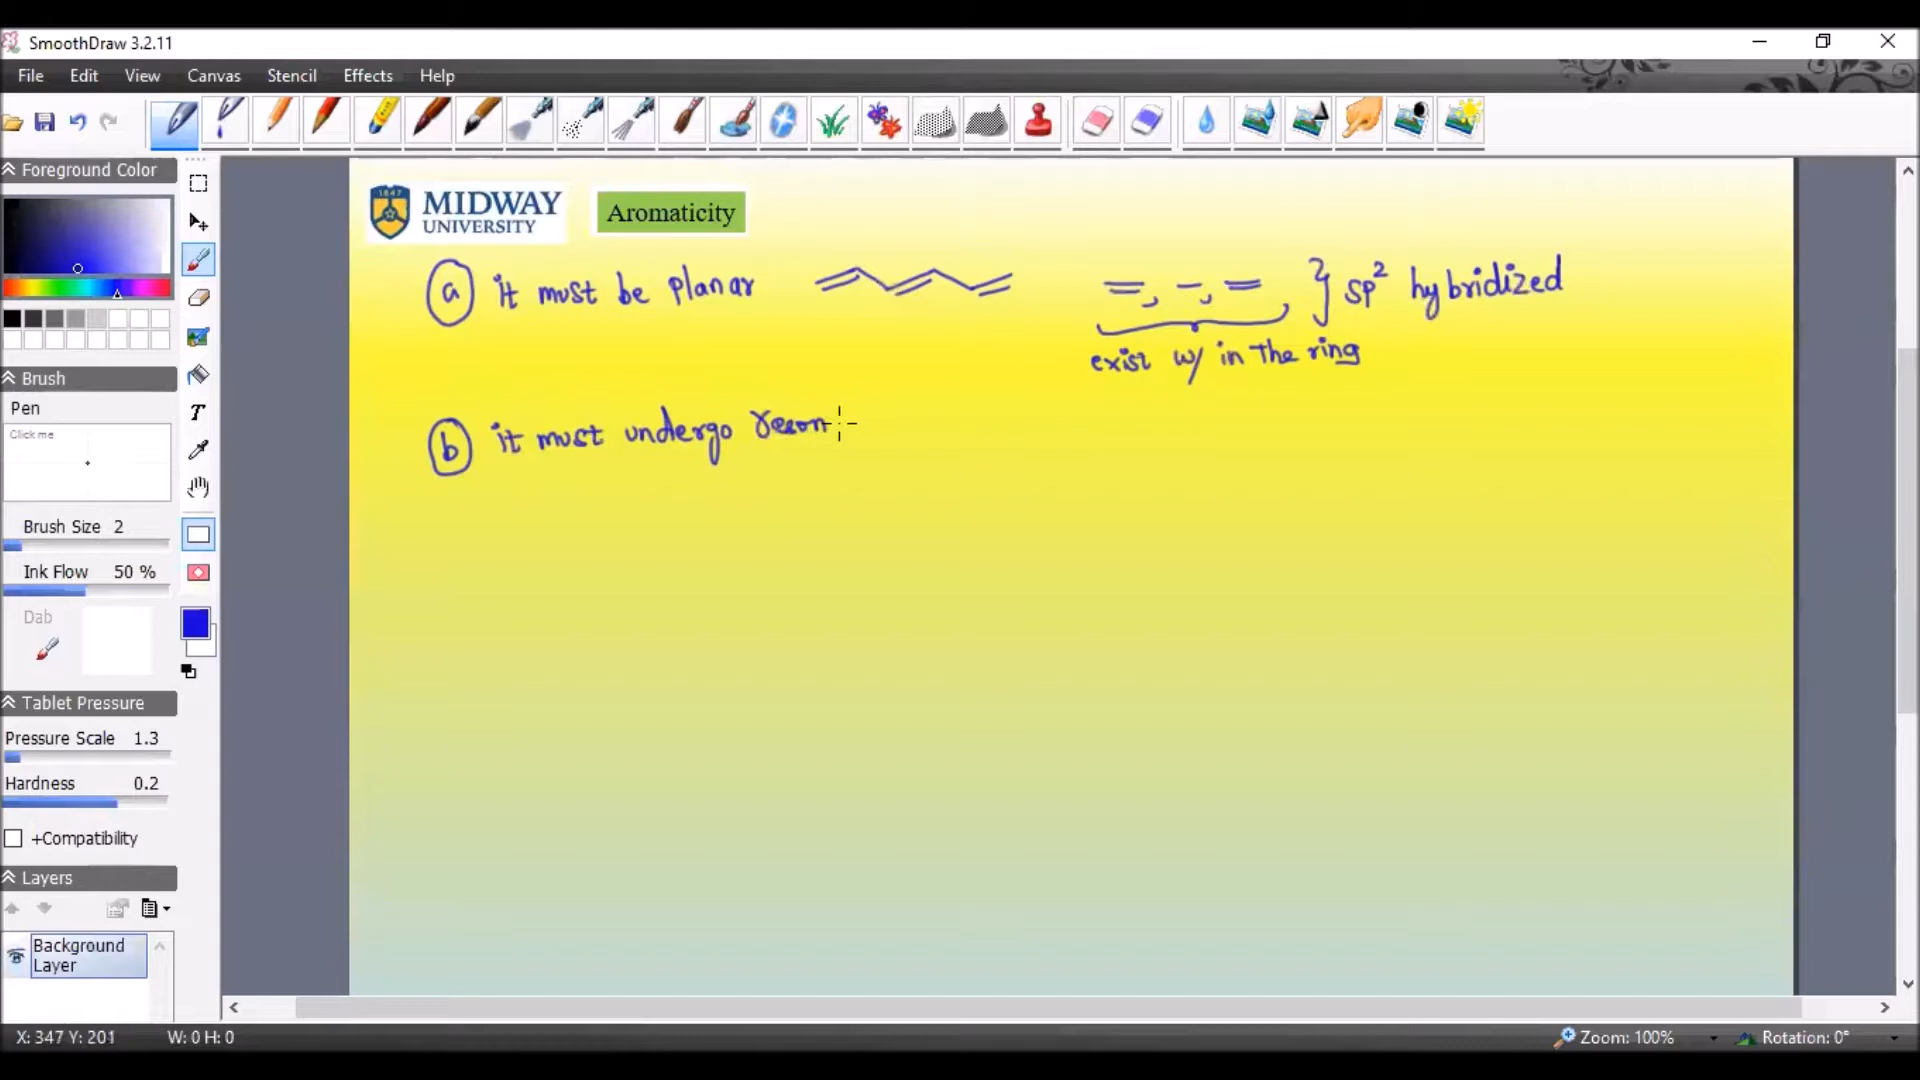 SmoothDraw 3.2.11
File Edit View Canvas Stencil Effects Help
Foreground Color
Brush
Pen
Click me
Brush Size 2
Ink Flow 50 %
Dab
Tablet Pressure
Pressure Scale 1.3
Hardness 0.2
+Compatibility
Layers
Background
Layer
T
1847
MIDWAY
UNIVERSITY
Aromaticity
a it must be planar =, -, = } sp² hybridized
exist w/ in the ring
b it must undergo reson
X: 347 Y: 201 W: 0 H: 0 Zoom: 100% Rotation: 0°